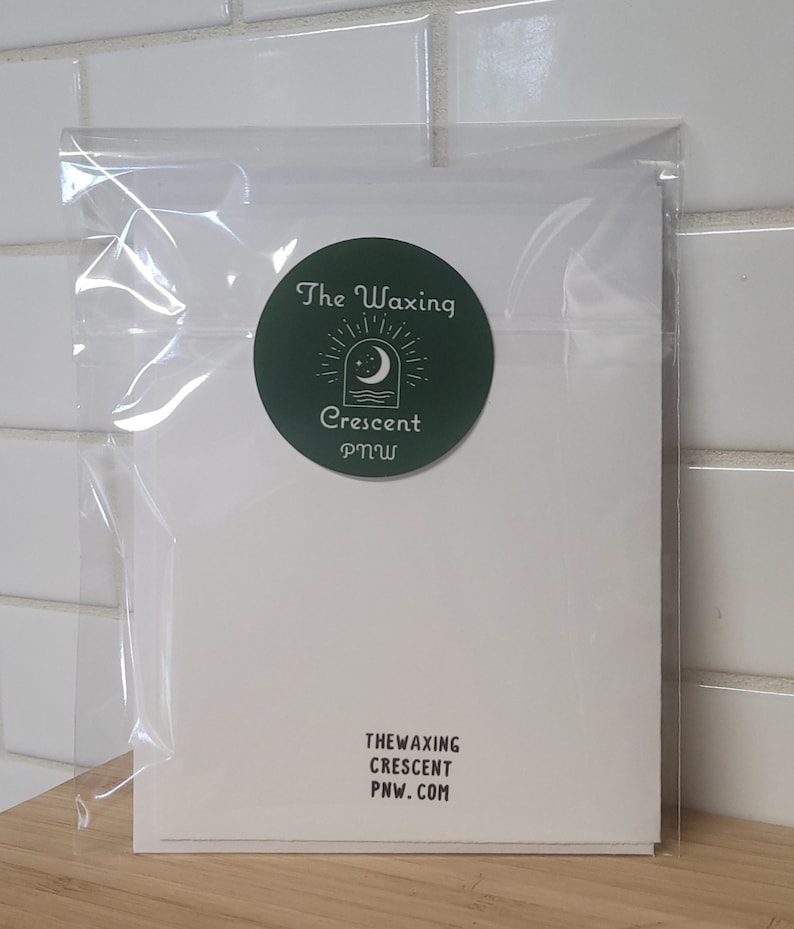 The Waxing
Crescent
PNW
THEWAXING
CRESCENT
PNW.COM